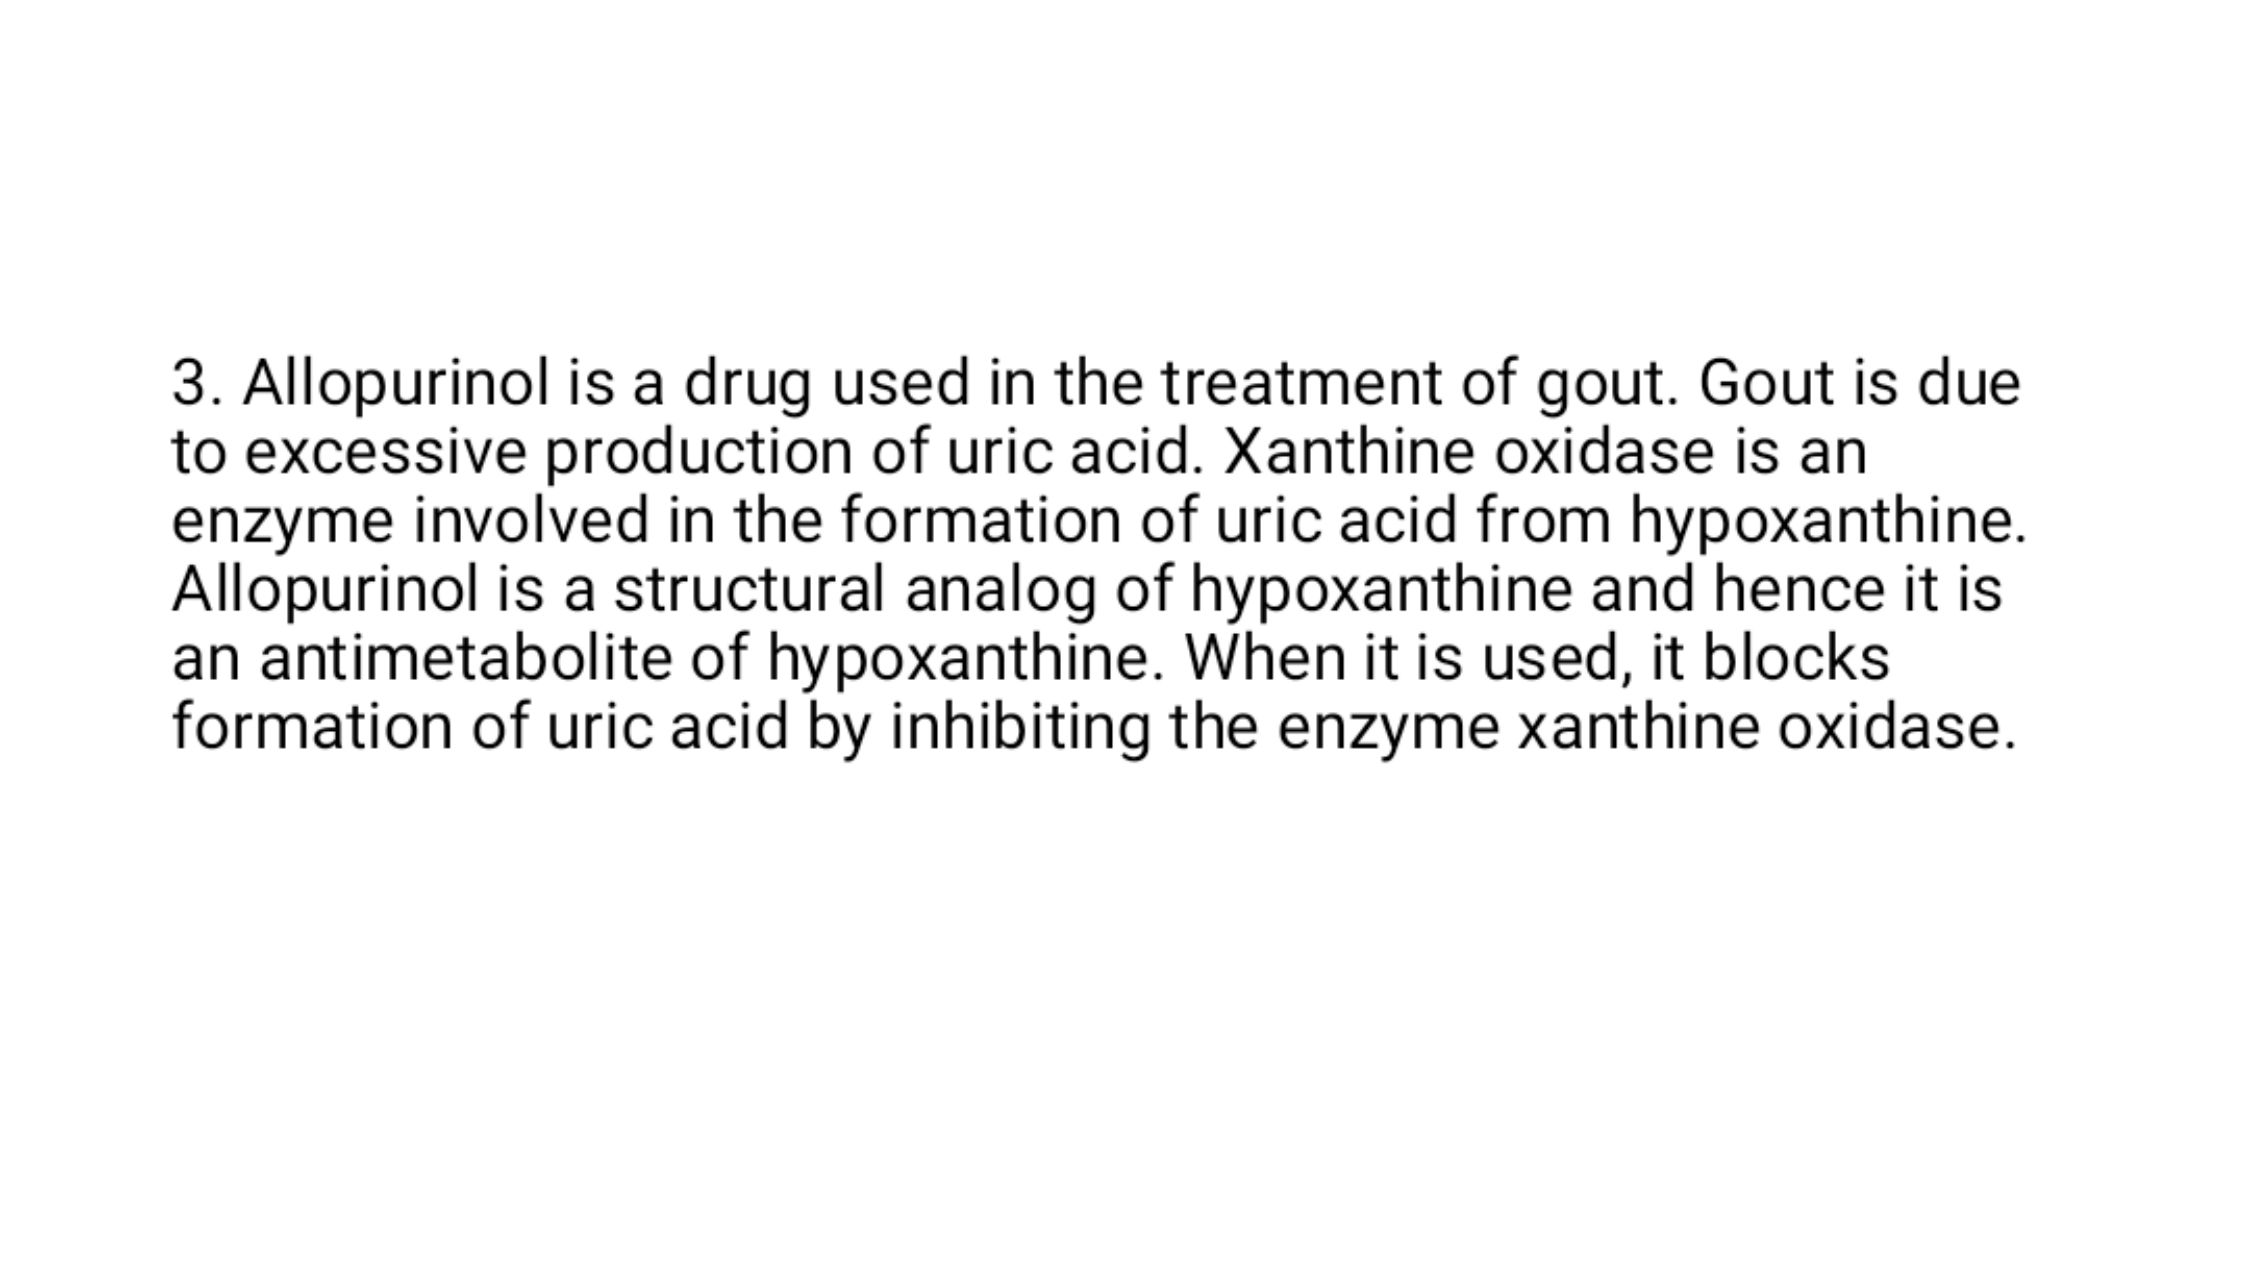 3. Allopurinol is a drug used in the treatment of gout. Gout is due
to excessive production of uric acid. Xanthine oxidase is an
enzyme involved in the formation of uric acid from hypoxanthine.
Allopurinol is a structural analog of hypoxanthine and hence it is
an antimetabolite of hypoxanthine. When it is used, it blocks
formation of uric acid by inhibiting the enzyme xanthine oxidase.